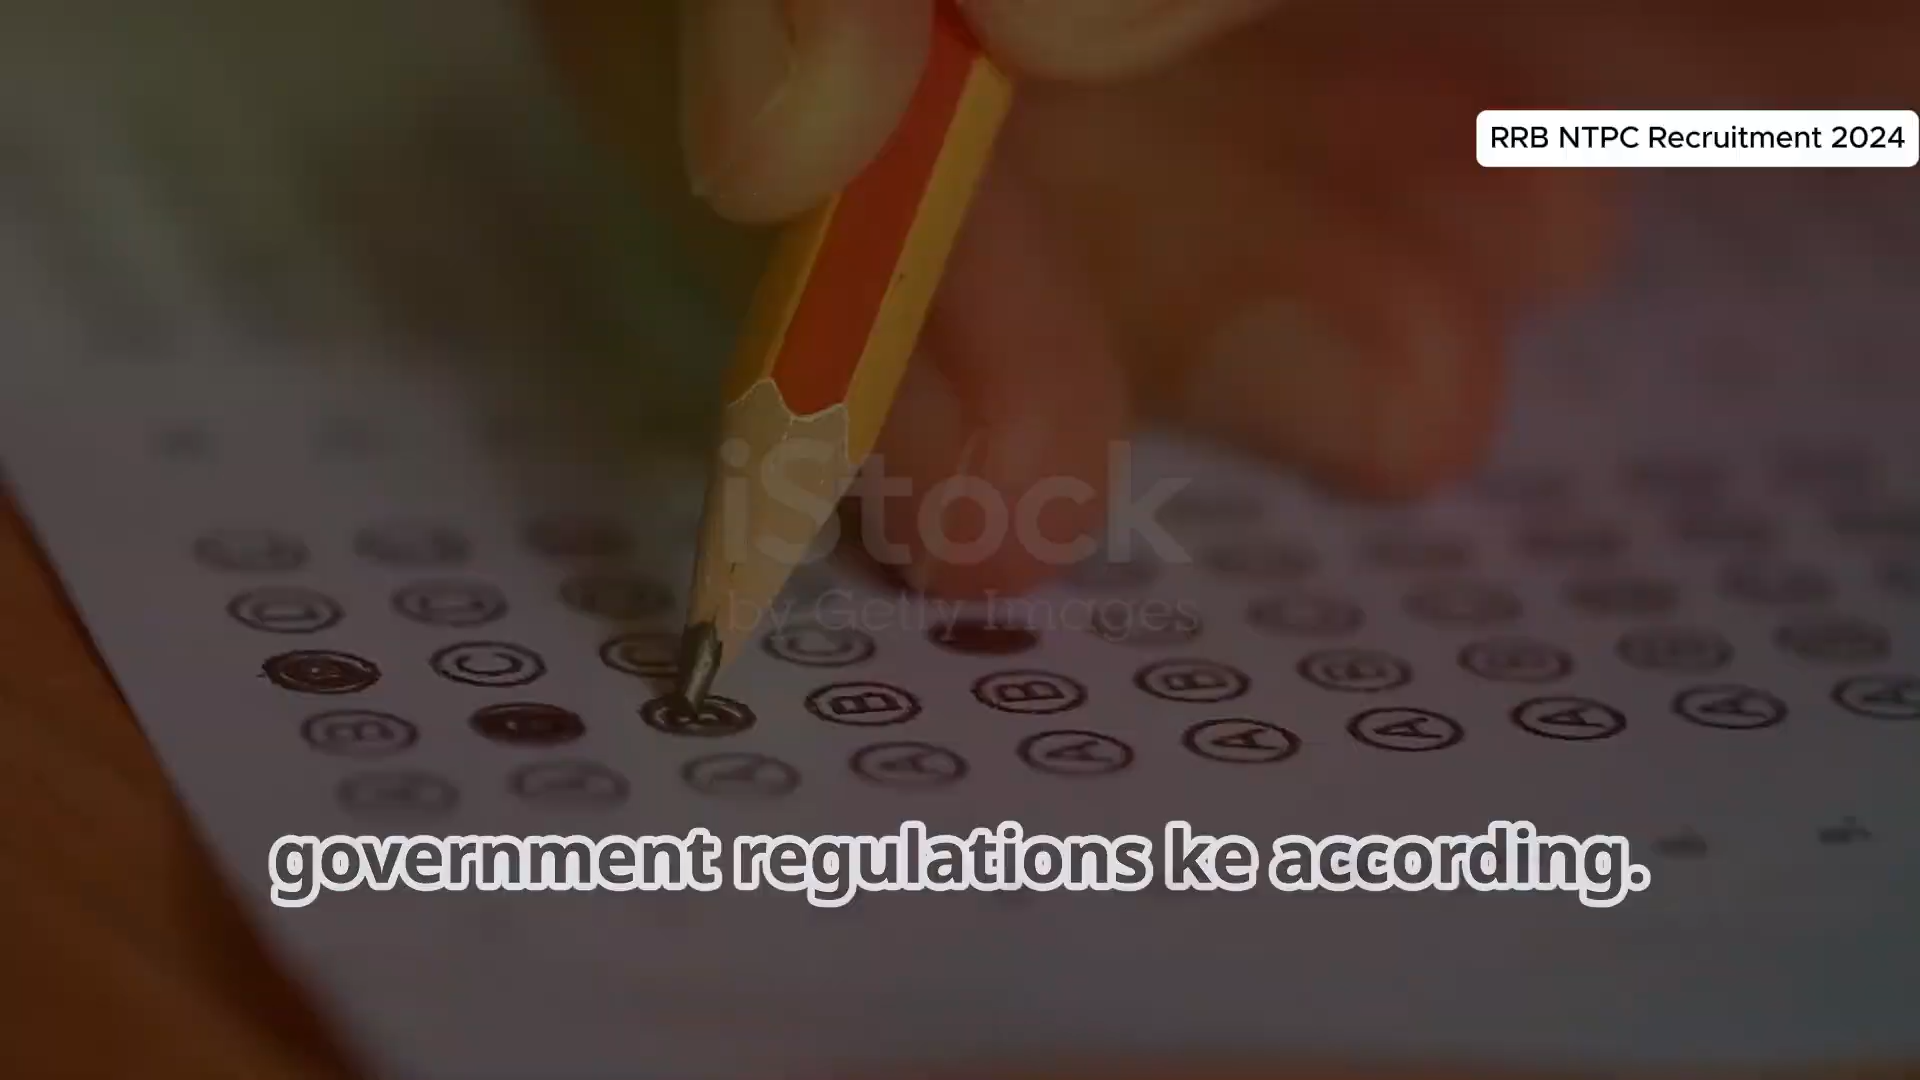 RRB NTPC Recruitment 2024
iStock
by Getty Images
D C
B C C C
B B B B B B
A A A A A A A A A
government regulations ke according.